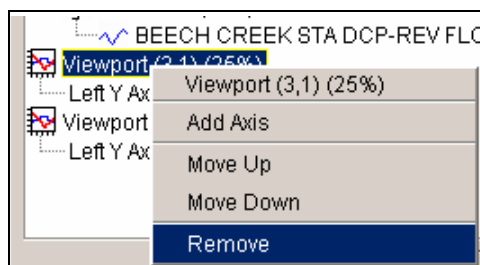 BEECH CREEK STA DCP-REV FLO
Viewport (3,1) (25%)
Viewport (3,1) (25%)
Left Y Ax
Add Axis
Viewport
Left Y Ax
Move Up
Move Down
Remove